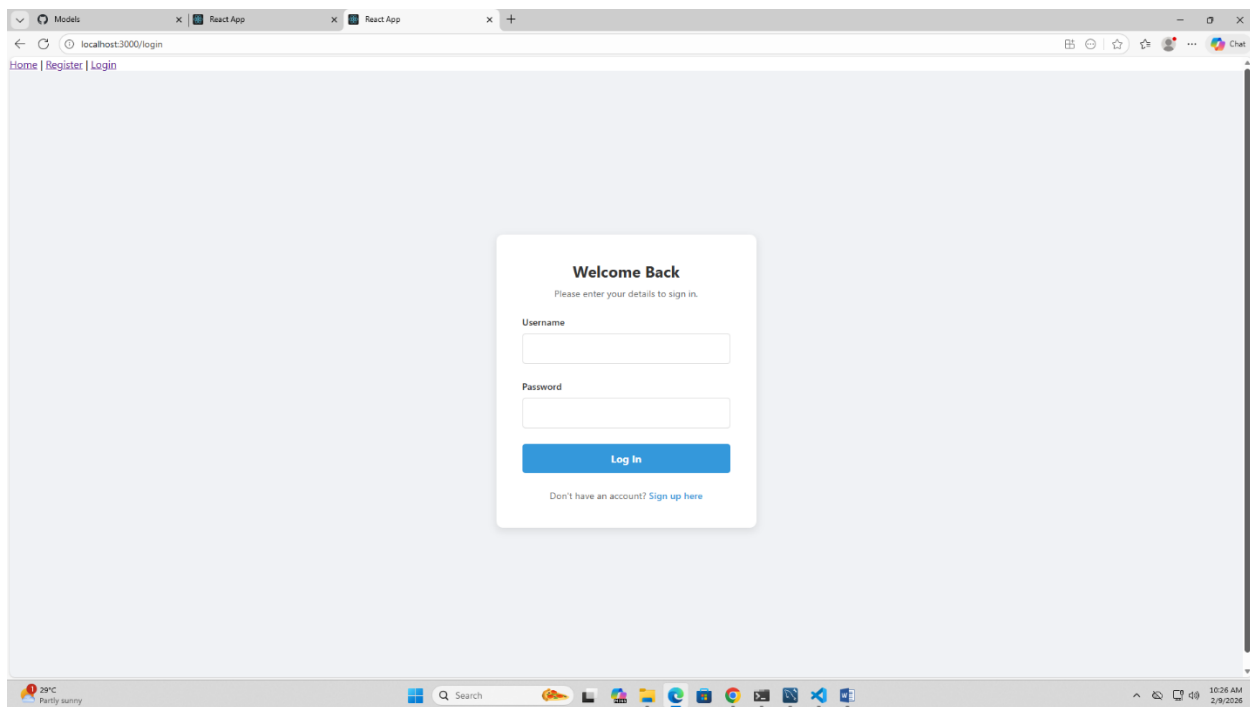 Models
React App
React App
localhost:3000/login
Chat
Home | Register | Login
Welcome Back
Please enter your details to sign in.
Username
Password
Log In
Don't have an account? Sign up here
1
29°C
Partly sunny
Search
10:26 AM
2/9/2026